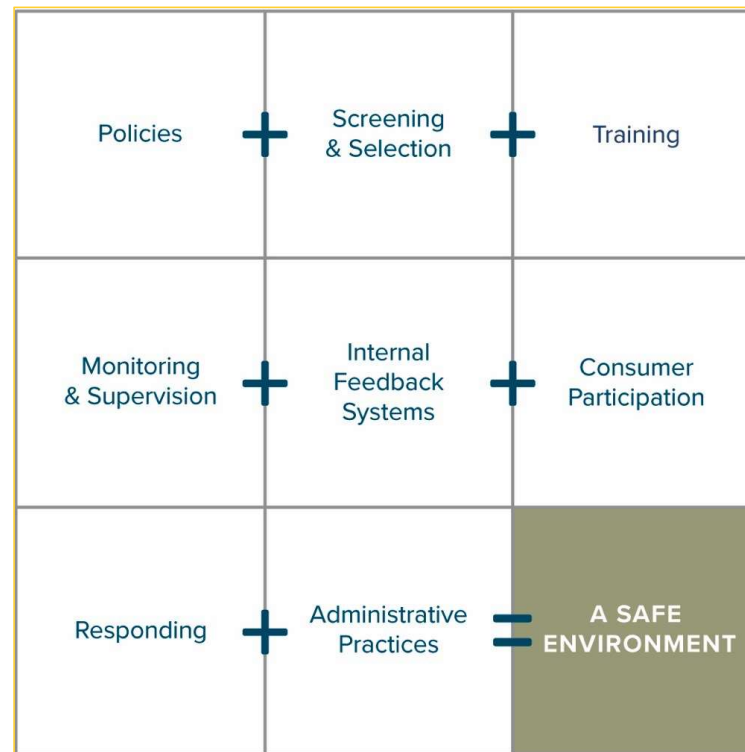 Policies + Screening
& Selection + Training
Monitoring
& Supervision + Internal
Feedback
Systems + Consumer
Participation
Responding + Administrative
Practices = A SAFE
ENVIRONMENT